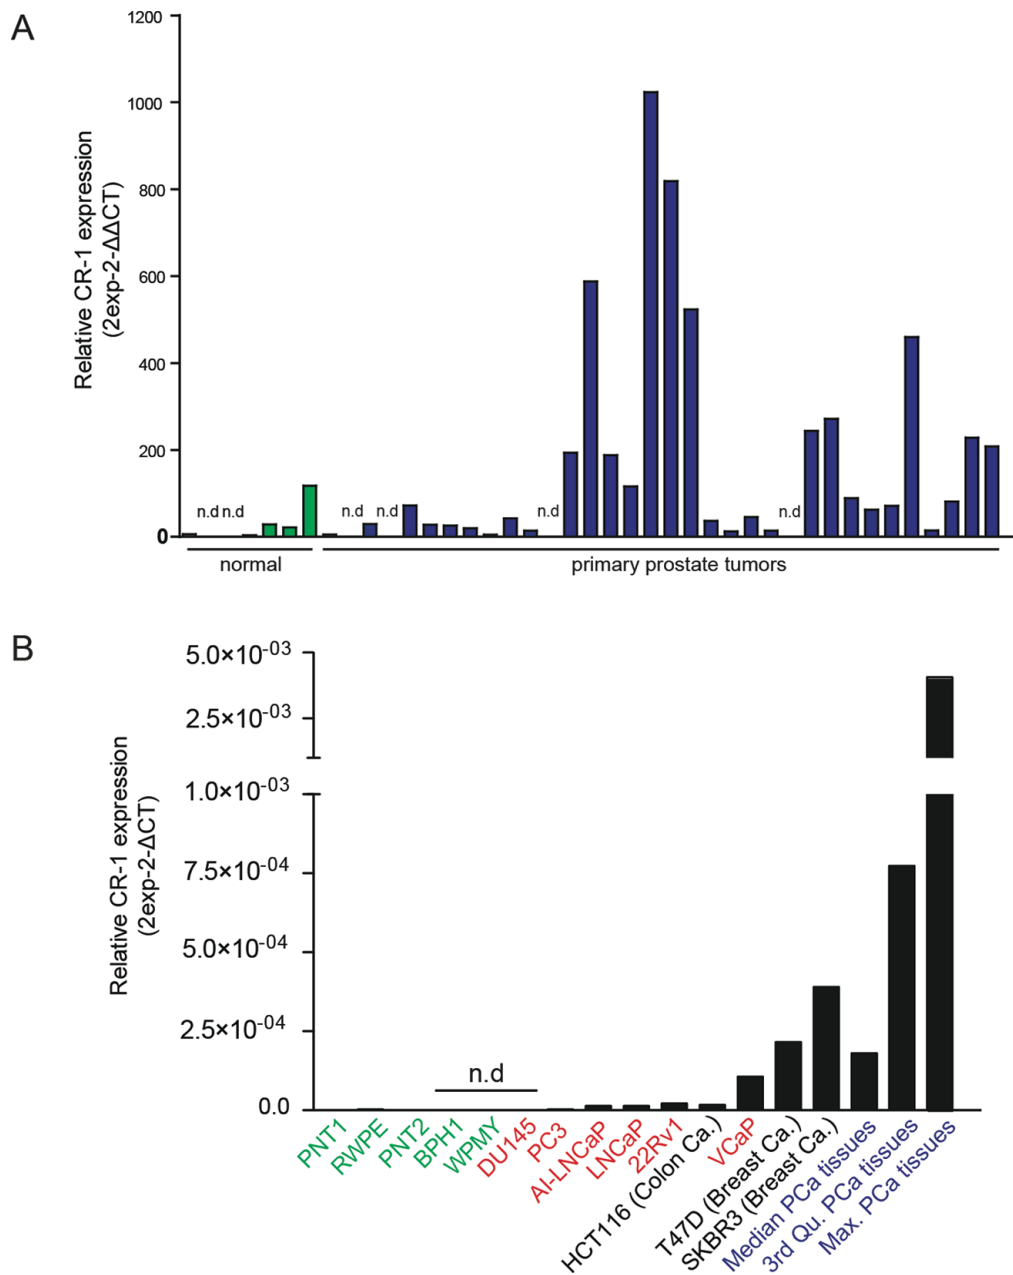 A
Relative CR-1 expression
(2exp-2-ΔΔCT)
1200
1000
800
600
400
200
0
n.d n.d
n.d n.d
n.d
n.d
normal
primary prostate tumors
B
Relative CR-1 expression
(2exp-2-ΔCT)
5.0×10-03
2.5×10-03
1.0×10-03
7.5×10-04
5.0×10-04
2.5×10-04
0.0
n.d
PNT1
RWPE
PNT2
BPH1
WPMY
DU145
PC3
AI-LNCaP
LNCaP
22Rv1
HCT116 (Colon Ca.)
VCaP
T47D (Breast Ca.)
SKBR3 (Breast Ca.)
Median PCa tissues
3rd Qu. PCa tissues
Max. PCa tissues